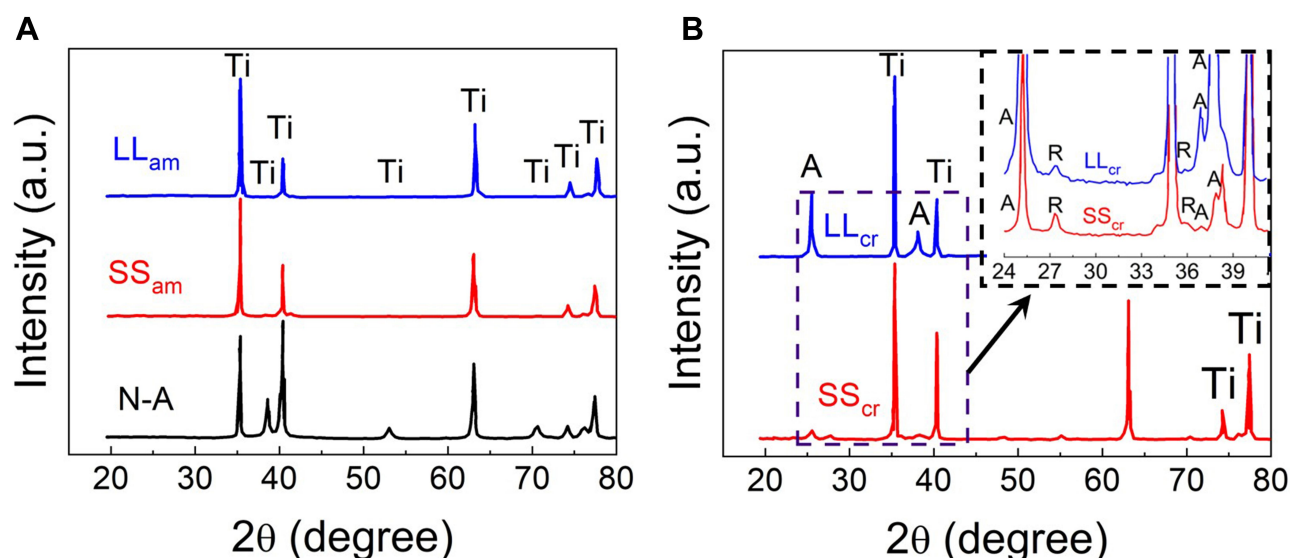 A
Ti
Ti
Ti
Ti
Ti
Ti
Ti
Ti
LLam
SSam
N-A
Intensity (a.u.)
10 20 30 40 50 60 70 80
2θ (degree)
B
Ti
A
A
Ti
LLcr
SScr
Ti
Ti
A
A
A
R
R
LLcr
A
R
R
A
A
SScr
24 27 30 33 36 39
Intensity (a.u.)
20 30 40 50 60 70 80
2θ (degree)